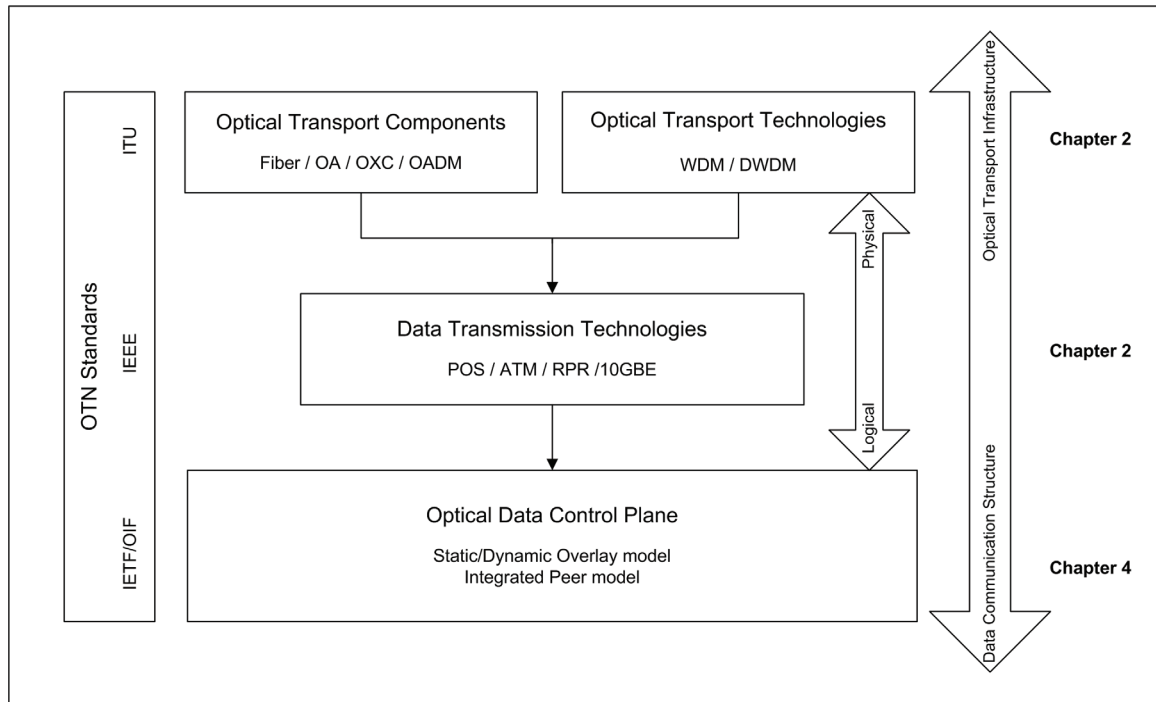 OTN Standards
ITU
IEEE
IETF/OIF
Optical Transport Components
Fiber / OA / OXC / OADM
Optical Transport Technologies
WDM / DWDM
Data Transmission Technologies
POS / ATM / RPR /10GBE
Optical Data Control Plane
Static/Dynamic Overlay model
Integrated Peer model
Physical
Logical
Optical Transport Infrastructure
Data Communication Structure
Chapter 2
Chapter 2
Chapter 4